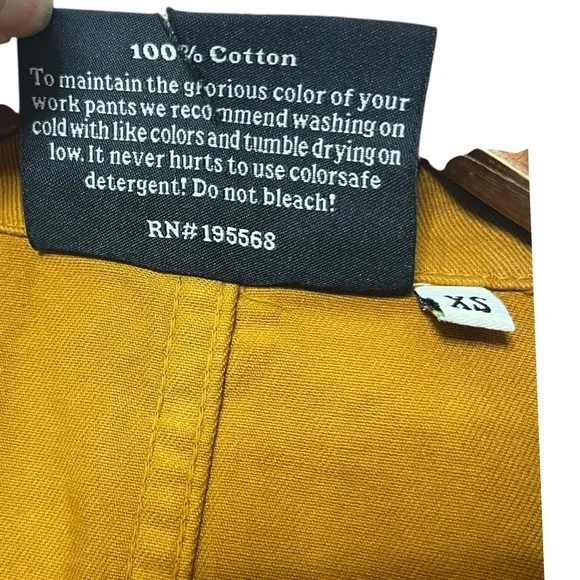 100% Cotton
To maintain the glorious color of your
work pants we recommend washing on
cold with like colors and tumble drying on
low. It never hurts to use colorsafe
detergent! Do not bleach!
RN# 195568
XS